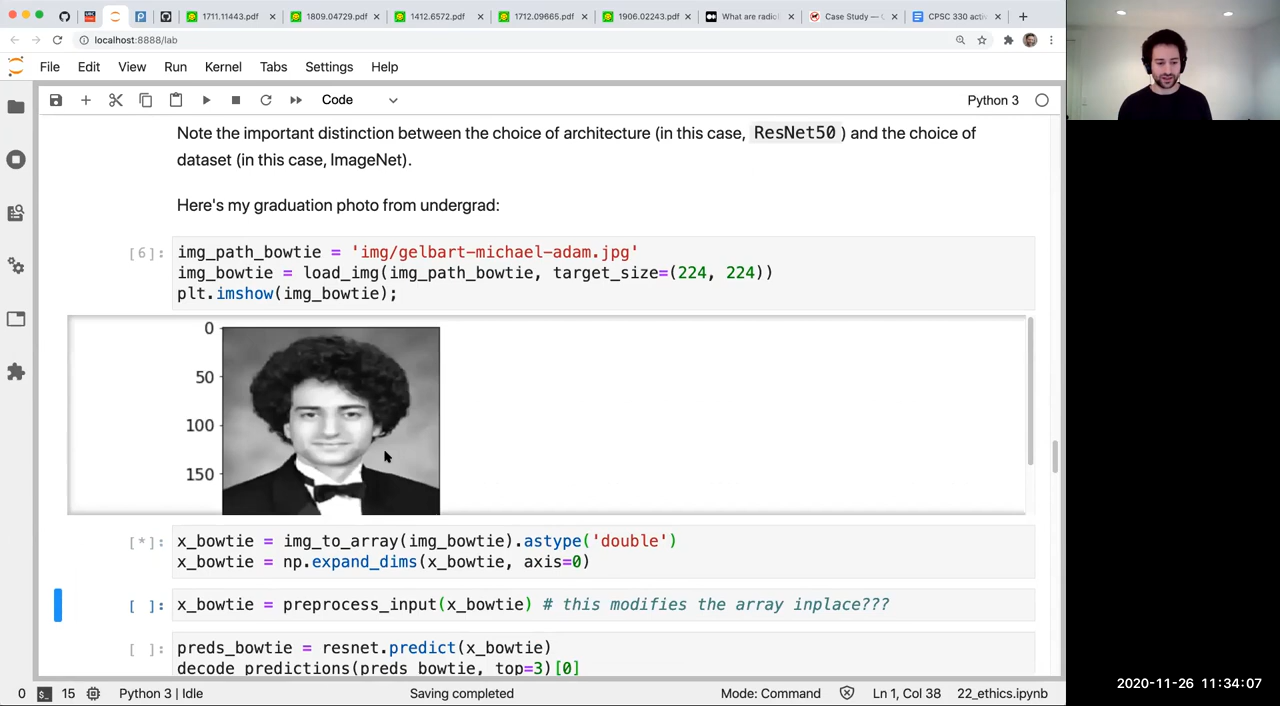 1711.11443.pdf
1809.04729.pdf
1412.6572.pdf
1712.09665.pdf
1906.02243.pdf
What are radio
Case Study —
CPSC 330 acti
localhost:8888/lab
File Edit View Run Kernel Tabs Settings Help
Code Python 3
Note the important distinction between the choice of architecture (in this case, ResNet50 ) and the choice of
dataset (in this case, ImageNet).
Here's my graduation photo from undergrad:
[6]: img_path_bowtie = 'img/gelbart-michael-adam.jpg'
img_bowtie = load_img(img_path_bowtie, target_size=(224, 224))
plt.imshow(img_bowtie);
0
50
100
150
[*]: x_bowtie = img_to_array(img_bowtie).astype('double')
x_bowtie = np.expand_dims(x_bowtie, axis=0)
[ ]: x_bowtie = preprocess_input(x_bowtie) # this modifies the array inplace???
[ ]: preds_bowtie = resnet.predict(x_bowtie)
decode_predictions(preds_bowtie, top=3)[0]
0 15 Python 3 | Idle Saving completed Mode: Command Ln 1, Col 38 22_ethics.ipynb
2020-11-26 11:34:07